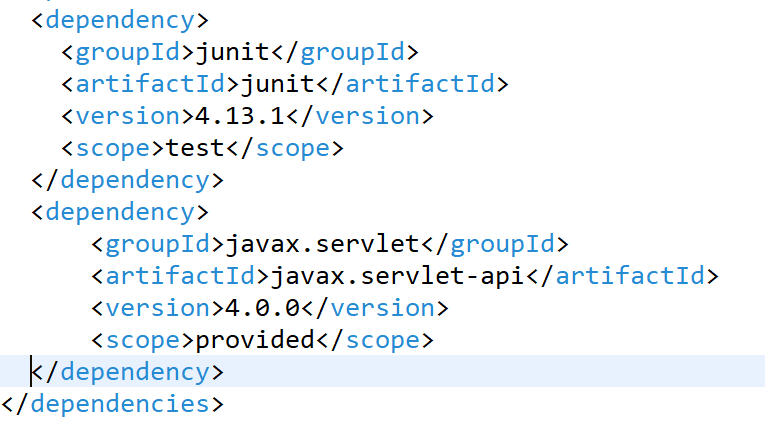 <dependency>
<groupId>junit</groupId>
<artifactId>junit</artifactId>
<version>4.13.1</version>
<scope>test</scope>
</dependency>
<dependency>
<groupId>javax.servlet</groupId>
<artifactId>javax.servlet-api</artifactId>
<version>4.0.0</version>
<scope>provided</scope>
</dependency>
</dependencies>